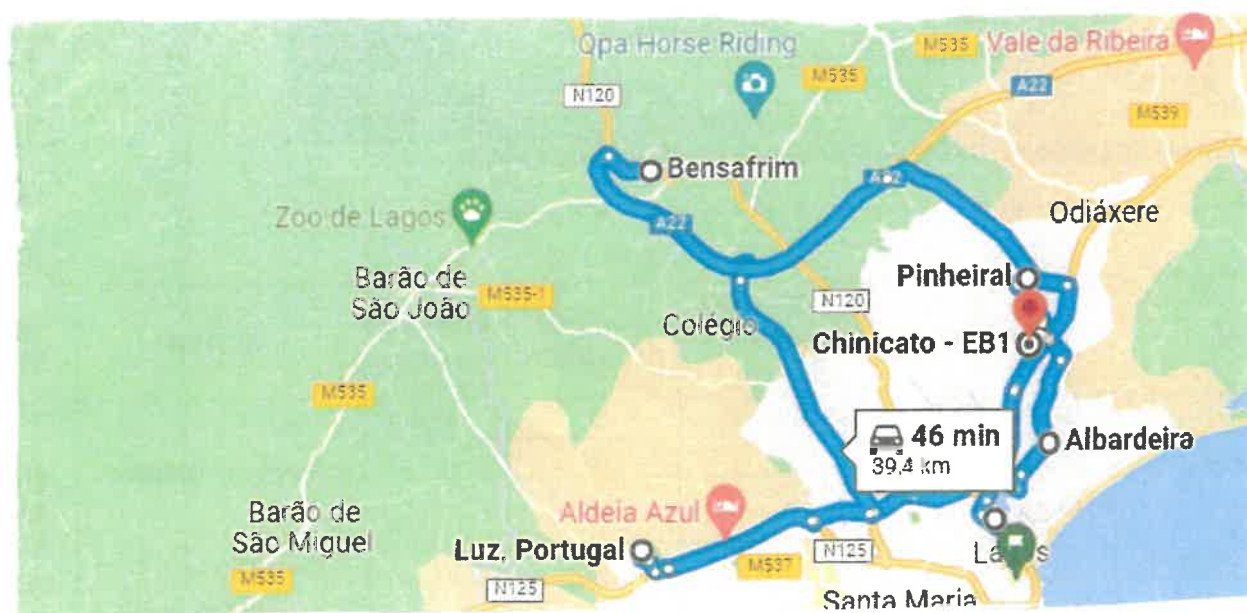 Opa Horse Riding
M535
Vale da Ribeira
M535
A22
N120
M539
Bensafrim
A22
Zoo de Lagos
A22
Odiáxere
Barão de
São João
M535-1
Pinheiral
N120
Colégio
Chinicato - EB1
M535
46 min
39,4 km
Albardeira
Barão de
São Miguel
Aldeia Azul
Luz, Portugal
N125
M537
M535
N125
Santa Maria